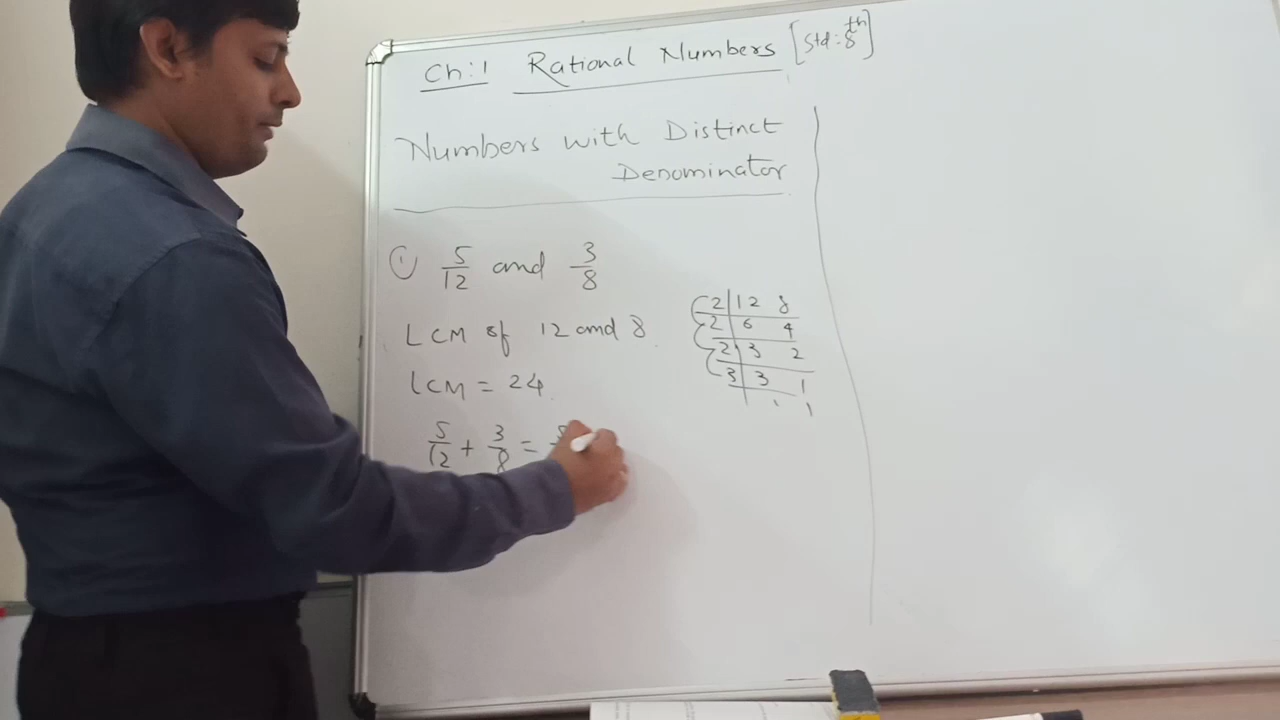 Ch:1 Rational Numbers [Std: 8th]
Numbers with Distinct
Denominator
① 5/12 and 3/8
LCM of 12 and 8.
LCM = 24
5/12 + 3/8 = 5
2 | 12 8
2 | 6 4
2 | 3 2
3 | 3 1
1 1